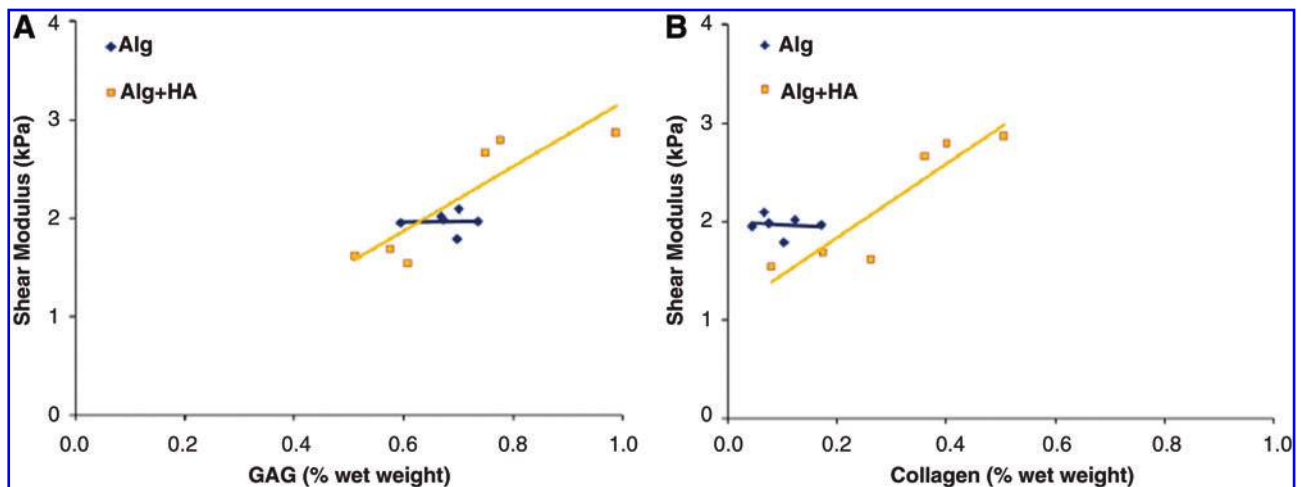 A
Alg
Alg+HA
Shear Modulus (kPa)
4
3
2
1
0
0.0 0.2 0.4 0.6 0.8 1.0
GAG (% wet weight)
B
Alg
Alg+HA
Shear Modulus (kPa)
4
3
2
1
0
0.0 0.2 0.4 0.6 0.8 1.0
Collagen (% wet weight)